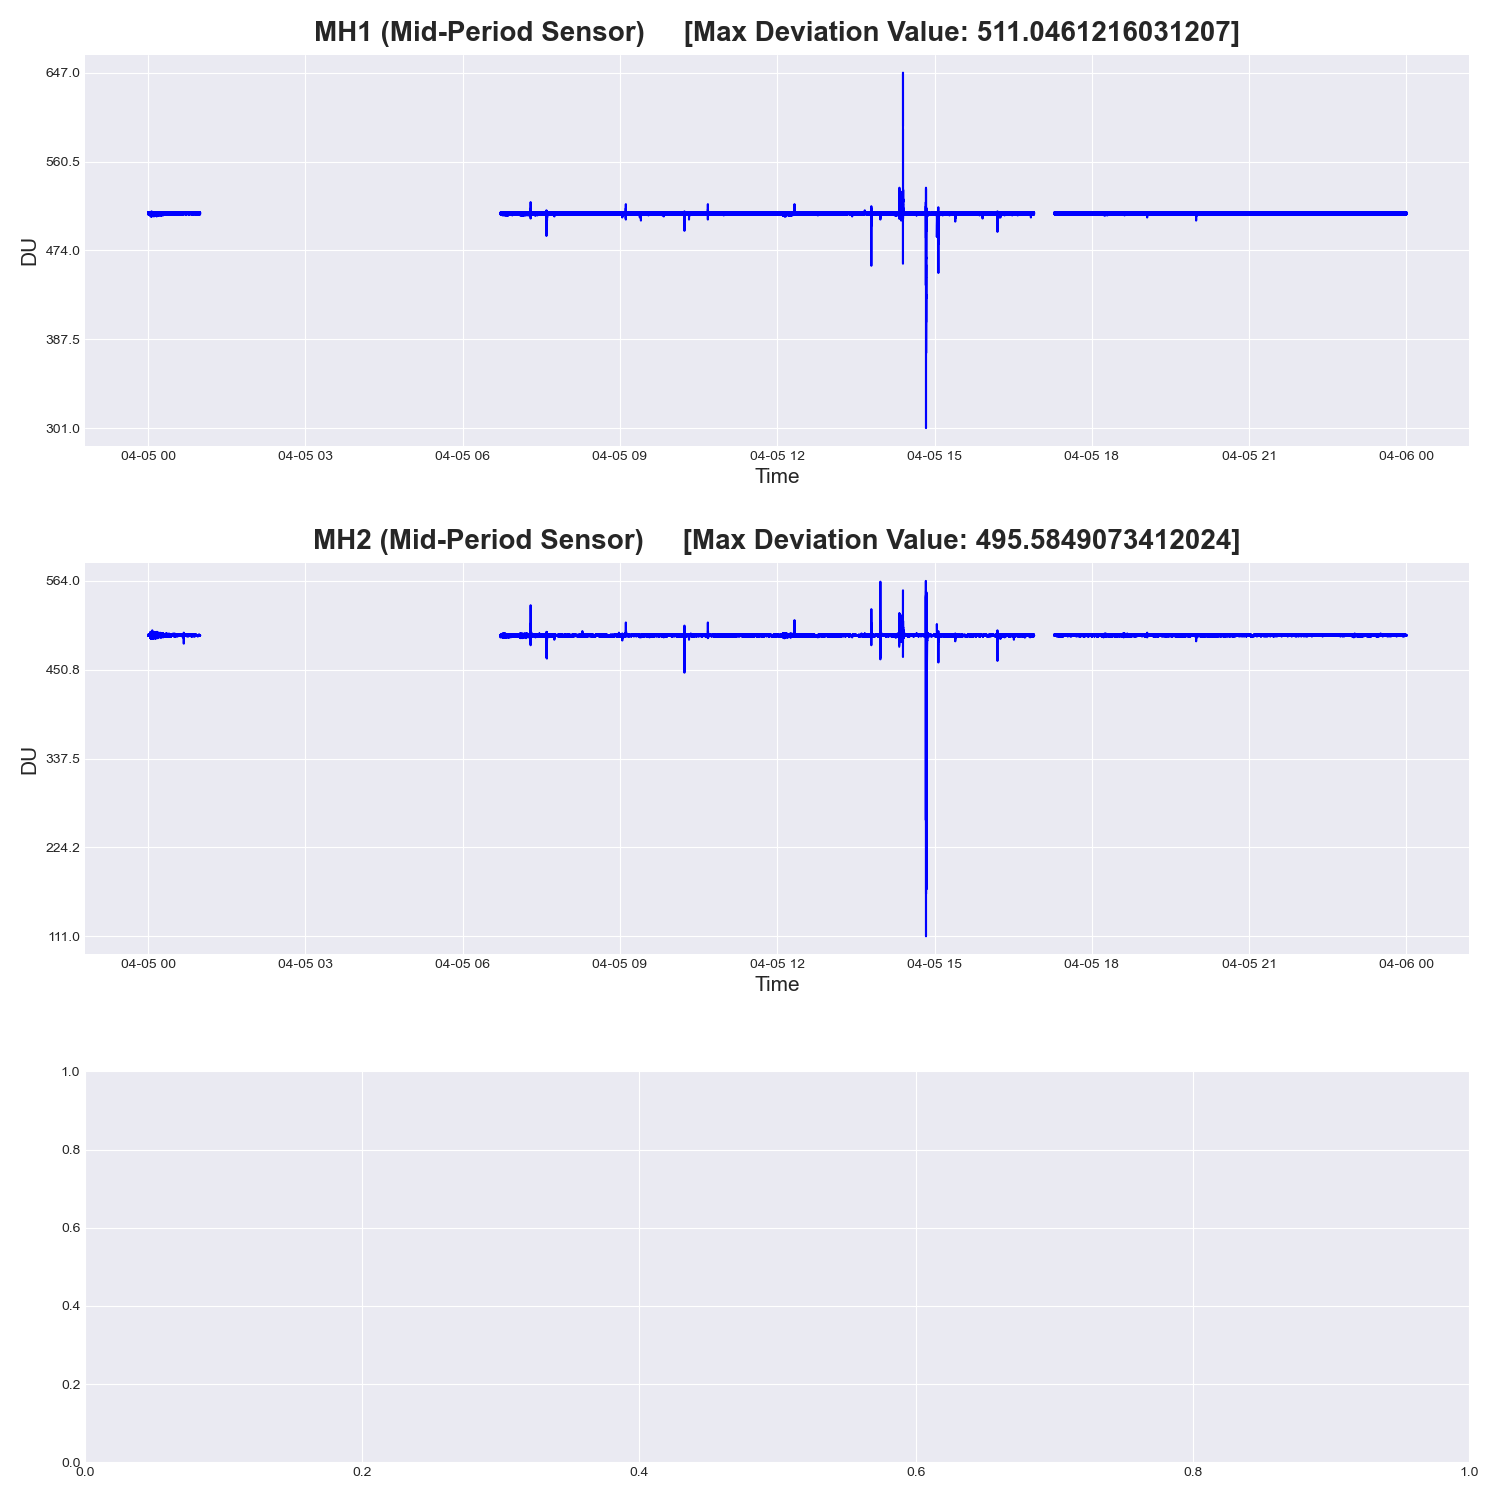 MH1 (Mid-Period Sensor) [Max Deviation Value: 511.0461216031207]
647.0
560.5
474.0
387.5
301.0
DU
04-05 00 04-05 03 04-05 06 04-05 09 04-05 12 04-05 15 04-05 18 04-05 21 04-06 00
Time
MH2 (Mid-Period Sensor) [Max Deviation Value: 495.5849073412024]
564.0
450.8
337.5
224.2
111.0
DU
04-05 00 04-05 03 04-05 06 04-05 09 04-05 12 04-05 15 04-05 18 04-05 21 04-06 00
Time
1.0
0.8
0.6
0.4
0.2
0.0
0.0 0.2 0.4 0.6 0.8 1.0